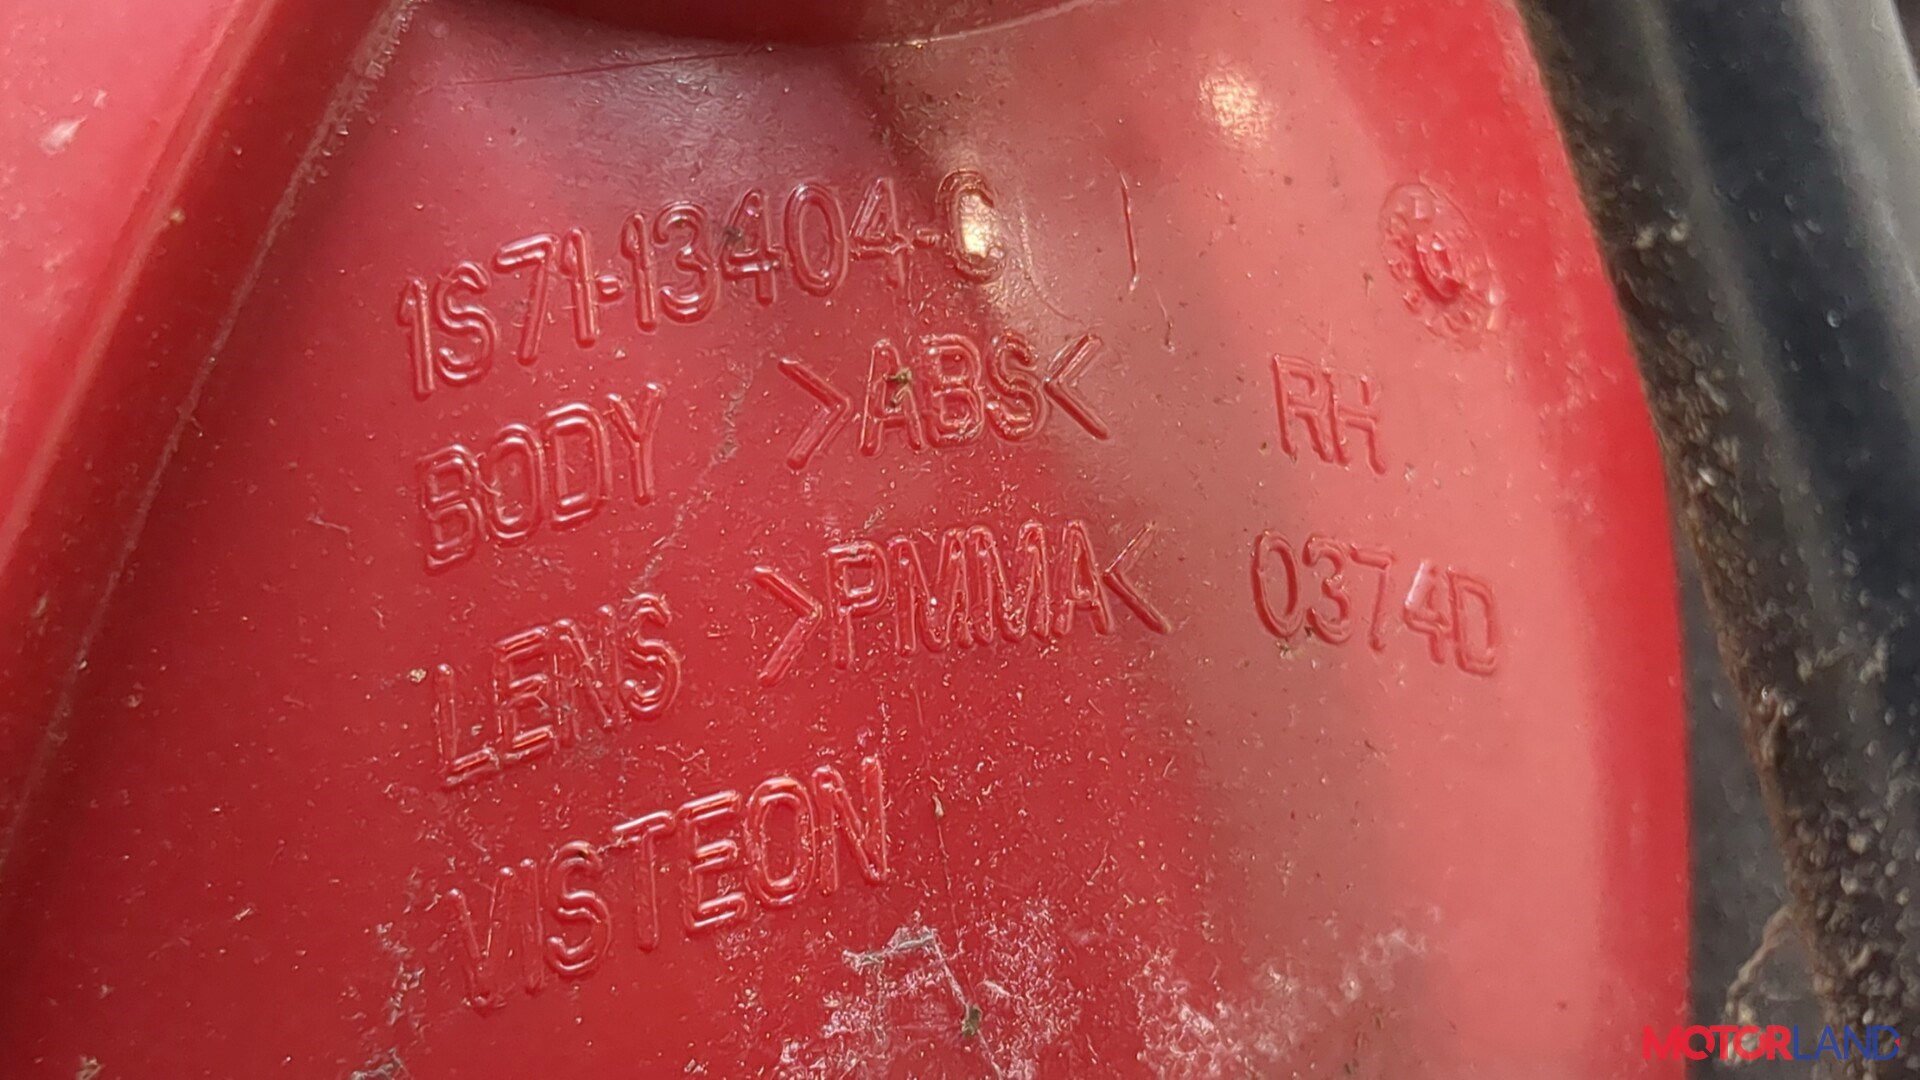 1S71-13404-C
BODY >ABS< RH
LENS >PMMA< 0374D
VISTEON
MOTORLAND